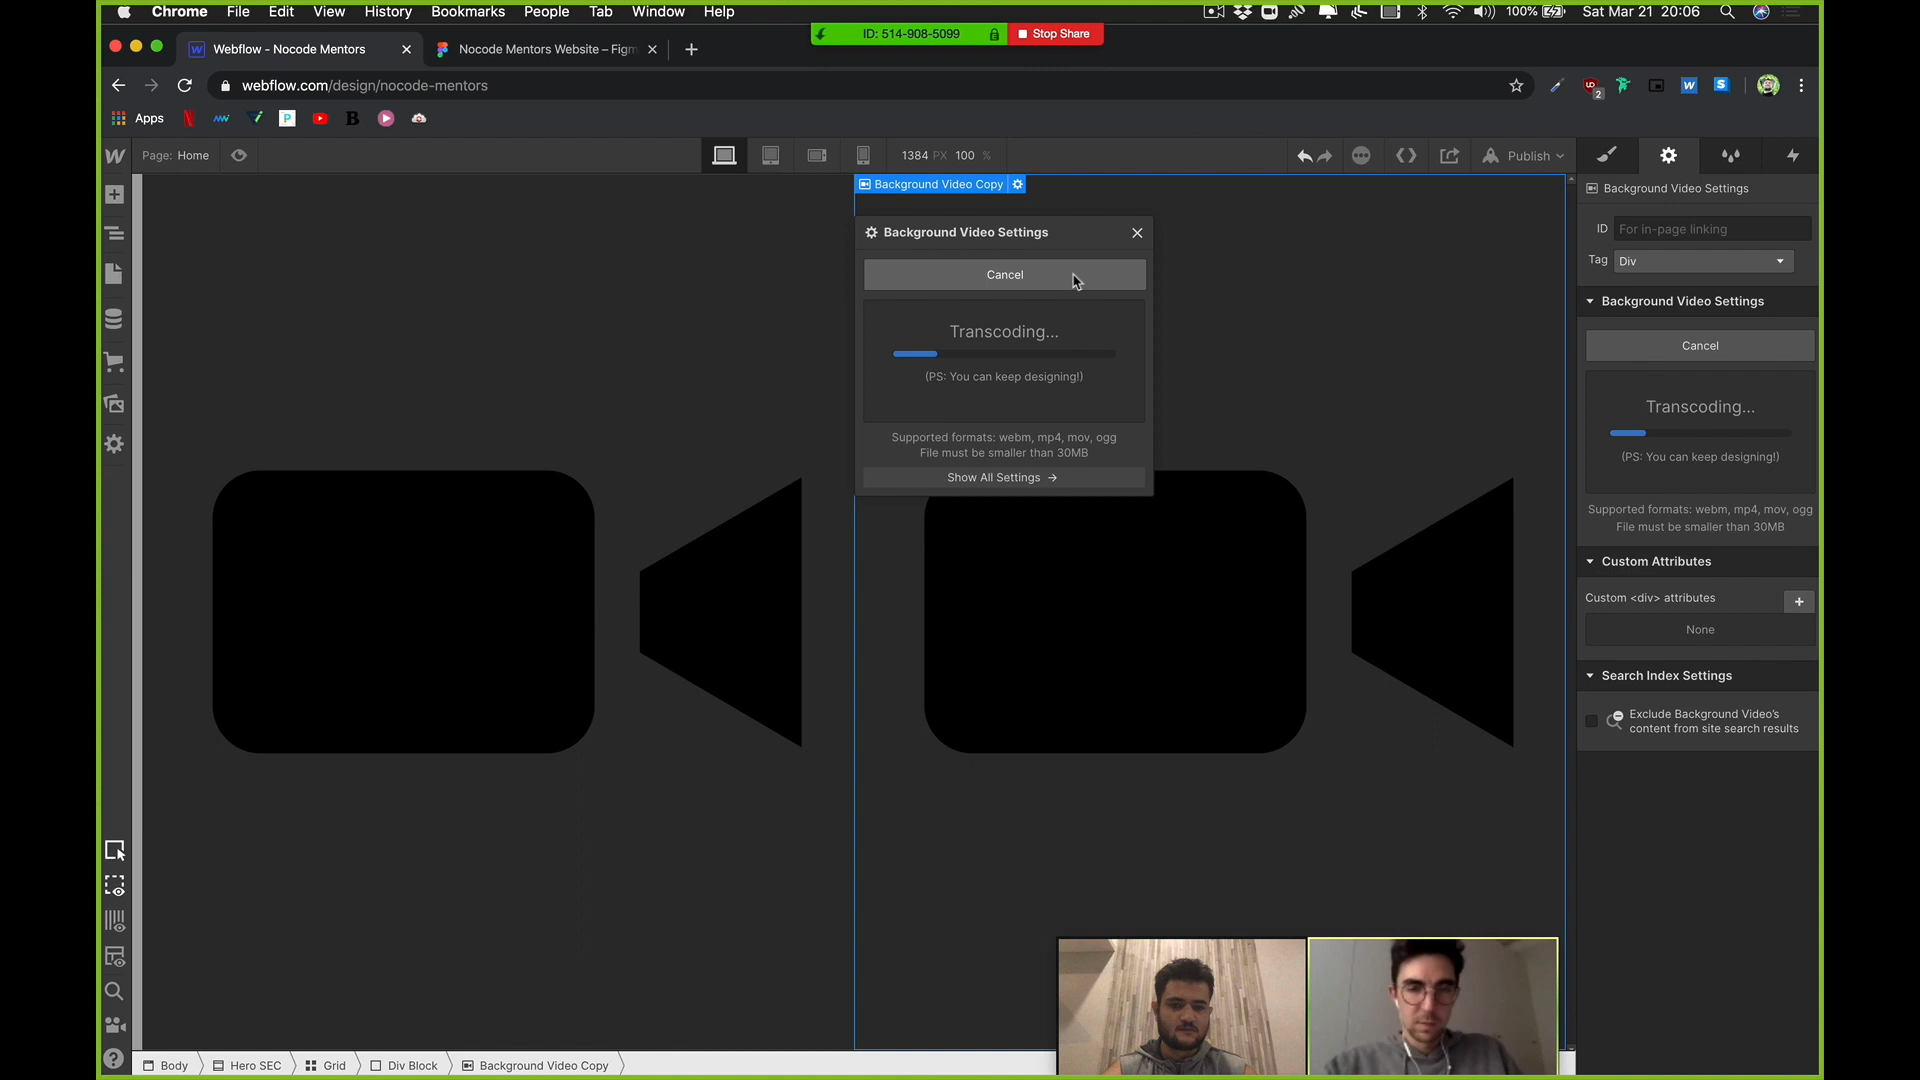 Chrome File Edit View History Bookmarks People Tab Window Help
100% Sat Mar 21 20:06
ID: 514-908-5099 Stop Share
Webflow - Nocode Mentors
Nocode Mentors Website – Figm
webflow.com/design/nocode-mentors
Apps
Page: Home
1384 PX 100 %
Publish
Background Video Copy
Background Video Settings
Cancel
Transcoding...
(PS: You can keep designing!)
Supported formats: webm, mp4, mov, ogg
File must be smaller than 30MB
Show All Settings
Background Video Settings
ID For in-page linking
Tag Div
Background Video Settings
Cancel
Transcoding...
(PS: You can keep designing!)
Supported formats: webm, mp4, mov, ogg
File must be smaller than 30MB
Custom Attributes
Custom <div> attributes
None
Search Index Settings
Exclude Background Video's
content from site search results
Body Hero SEC Grid Div Block Background Video Copy